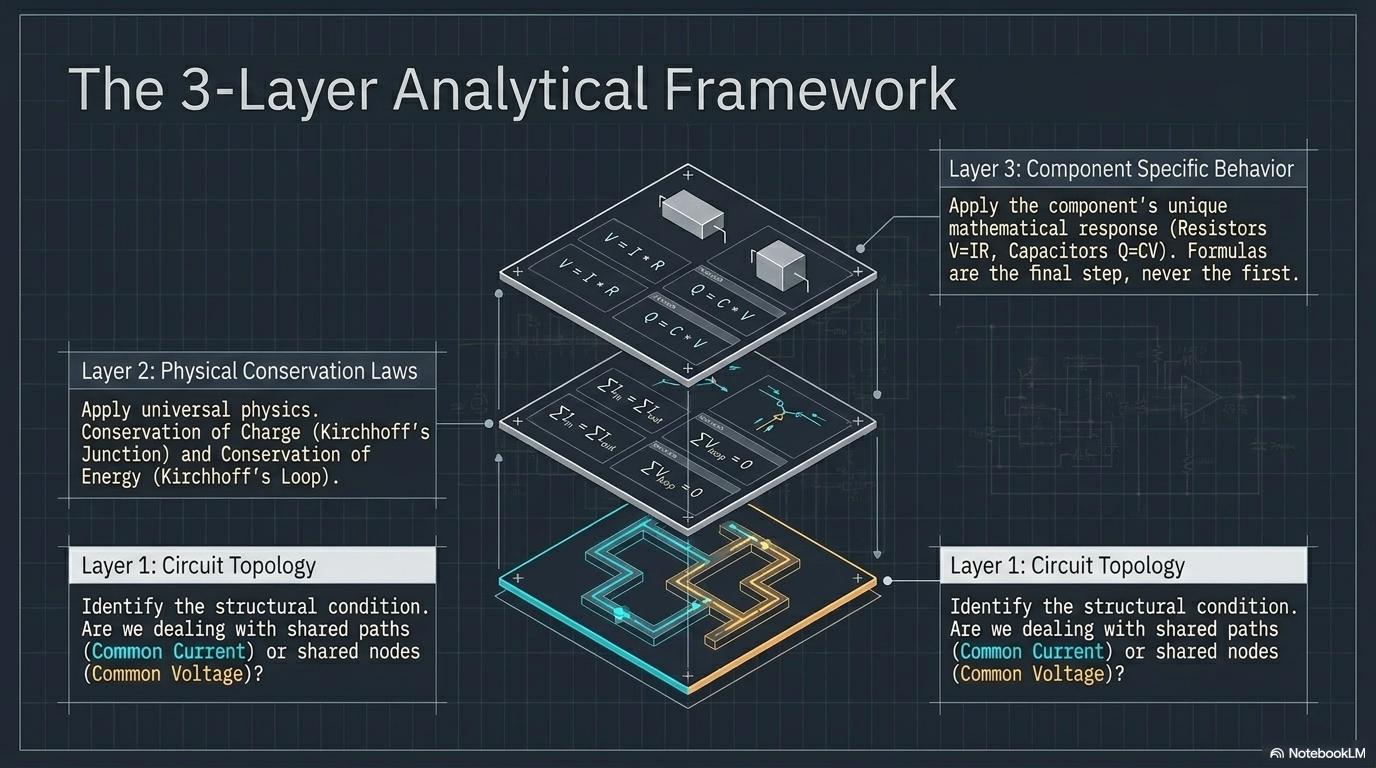 The 3-Layer Analytical Framework
Layer 3: Component Specific Behavior
Apply the component's unique
mathematical response (Resistors
V=IR, Capacitors Q=CV). Formulas
are the final step, never the first.
V = I * R
V = I * R
Q = C * V
Q = C * V
Layer 2: Physical Conservation Laws
Apply universal physics.
Conservation of Charge (Kirchhoff's
Junction) and Conservation of
Energy (Kirchhoff's Loop).
ΣI_in = ΣI_out
ΣI_in = ΣI_out
ΣV_loop = 0
ΣV_loop = 0
Layer 1: Circuit Topology
Identify the structural condition.
Are we dealing with shared paths
(Common Current) or shared nodes
(Common Voltage)?
Layer 1: Circuit Topology
Identify the structural condition.
Are we dealing with shared paths
(Common Current) or shared nodes
(Common Voltage)?
NotebookLM